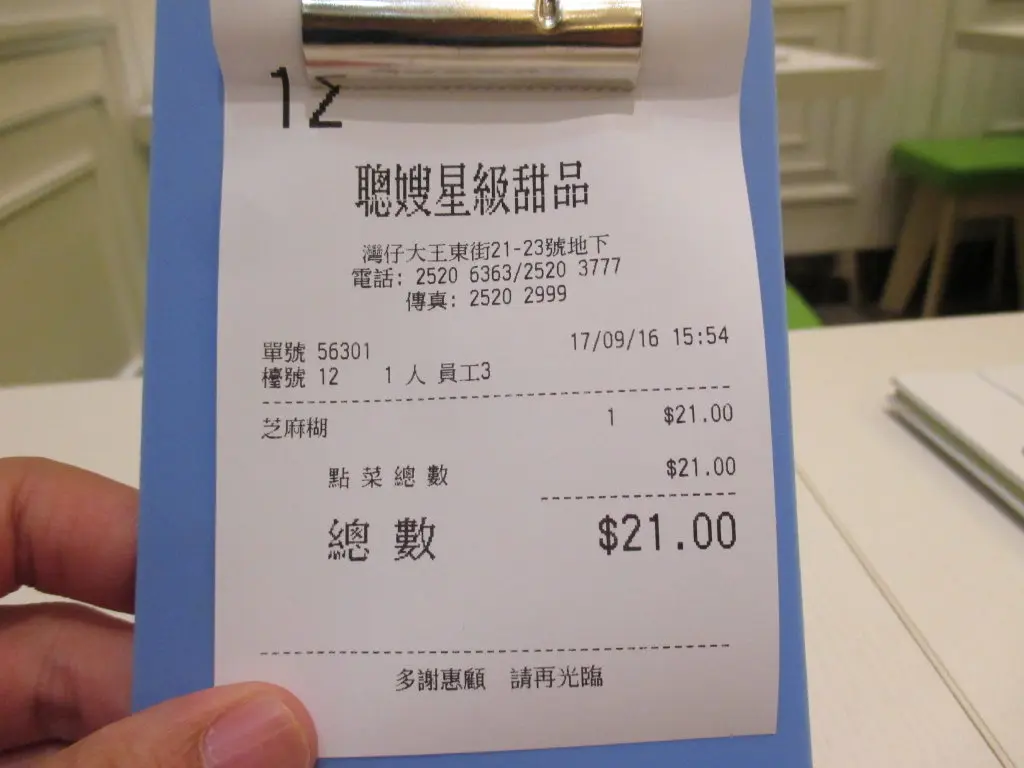 12
聰嫂星級甜品
灣仔大王東街21-23號地下
電話: 2520 6363/2520 3777
傳真: 2520 2999
單號 56301 17/09/16 15:54
檯號 12 1 人 員工3
芝麻糊 1 $21.00
點菜總數 $21.00
總數 $21.00
多謝惠顧 請再光臨